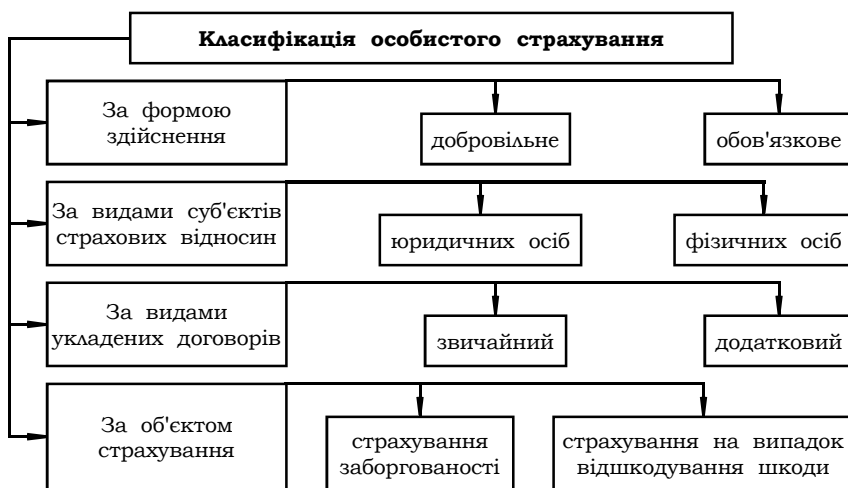 Класифікація особистого страхування
За формою
здійснення
добровільне
обов'язкове
За видами суб'єктів
страхових відносин
юридичних осіб
фізичних осіб
За видами
укладених договорів
звичайний
додатковий
За об'єктом
страхування
страхування
заборгованості
страхування на випадок
відшкодування шкоди